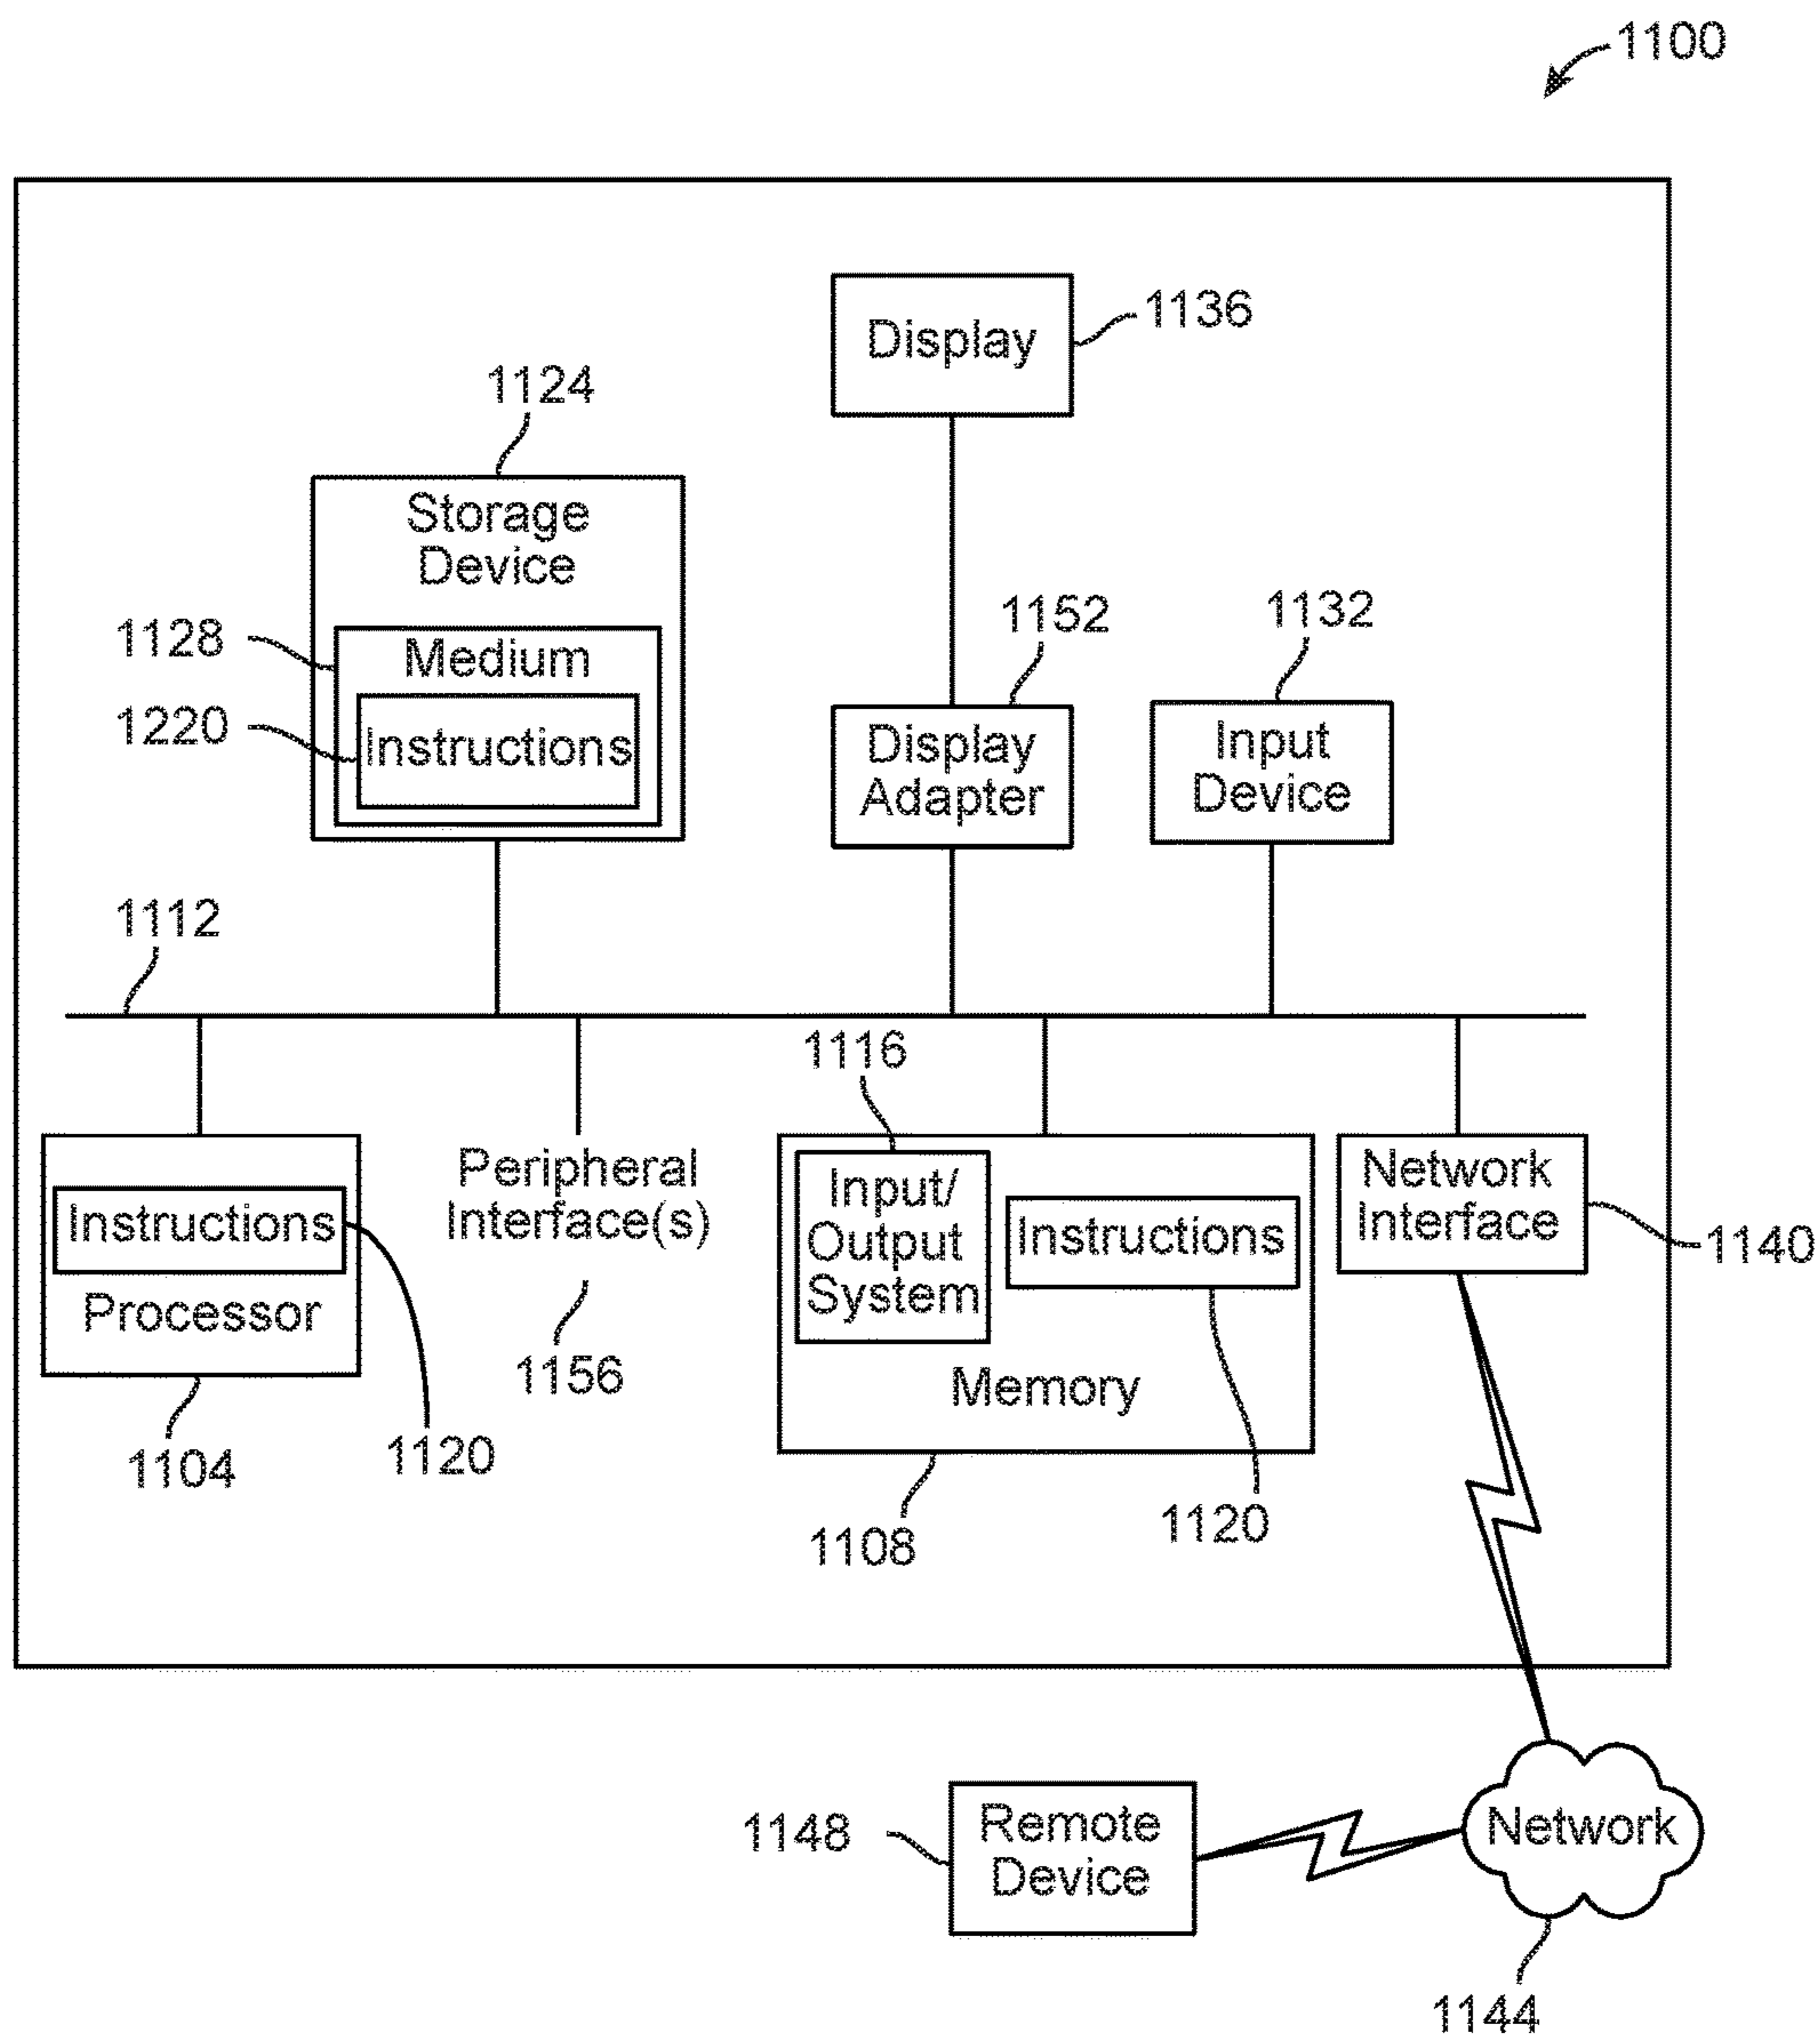 1100
Display
1136
1124
Storage
Device
1128
Medium
1220
Instructions
1152
Display
Adapter
1132
Input
Device
1112
1116
Instructions
Processor
1104
1120
Peripheral
Interface(s)
1156
Input/
Output
System
Instructions
Memory
1108
1120
Network
Interface
1140
1148
Remote
Device
Network
1144